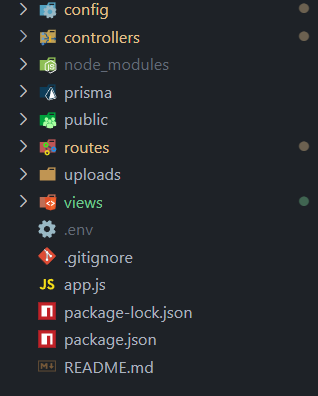 config
controllers
node_modules
prisma
public
routes
uploads
views
.env
.gitignore
JS app.js
package-lock.json
package.json
README.md